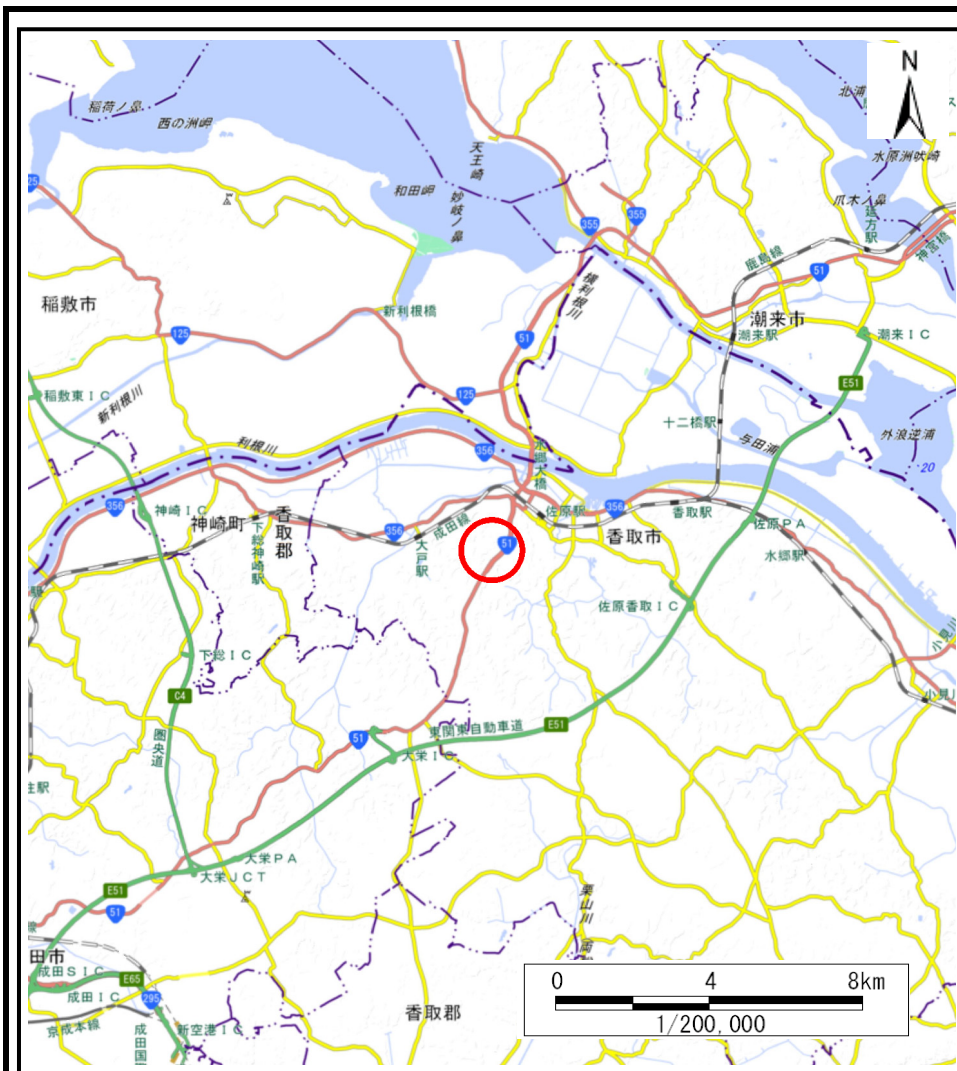 N
稲荷ノ鼻
西の洲岬
天王崎
北浦
水原洲吠崎
和田岬
妙岐ノ鼻
爪木ノ鼻
延方駅
神宮橋
125
355
355
鹿島線
51
稲敷市
新利根橋
横利根川
潮来市
潮来駅
潮来IC
125
51
E51
稲敷東IC
新利根川
125
十二橋駅
与田浦
外浪逆浦
20
利根川
356
水郷大橋
356
神崎IC
神崎町
香取郡
下総神崎駅
356
成田線
大戸駅
51
佐原駅
356
香取市
香取駅
佐原PA
水郷駅
佐原香取IC
下総IC
C4
圏央道
51
東関東自動車道
E51
大栄IC
大栄PA
大栄JCT
E51
51
栗山川
田市
成田SIC
成田IC
E65
295
京成本線
新空港IC
香取郡
0 4 8km
1/200,000